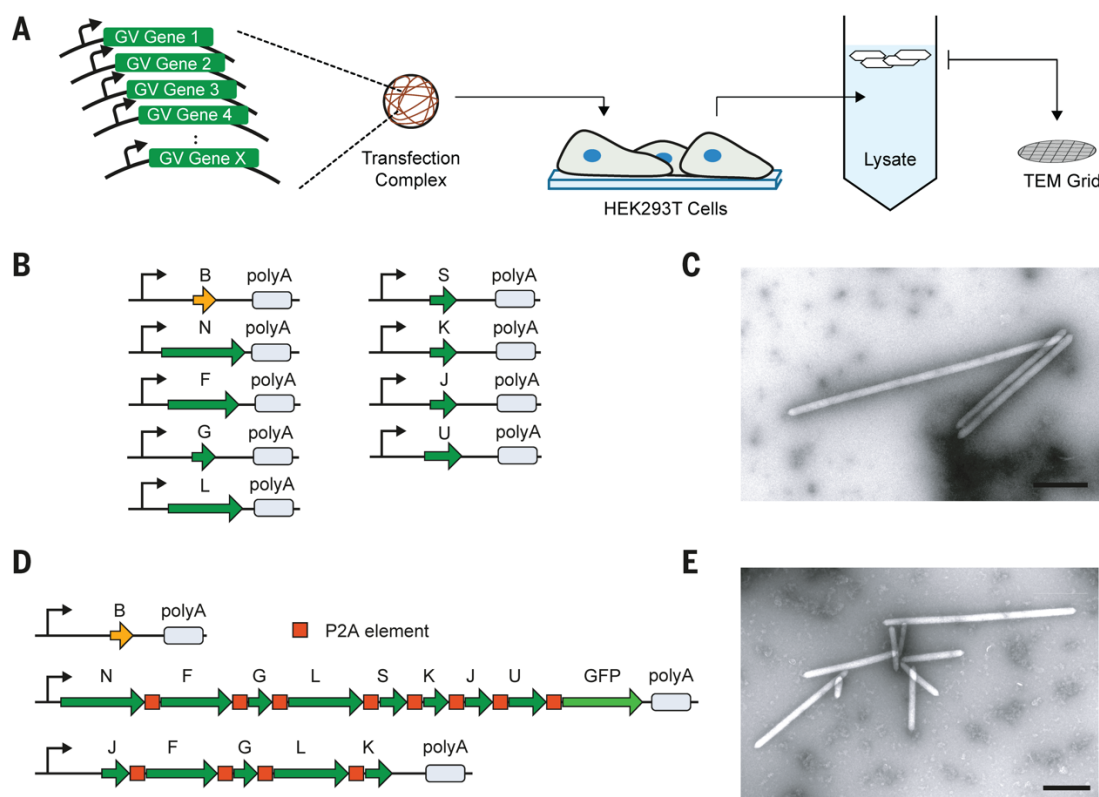 A
GV Gene 1
GV Gene 2
GV Gene 3
GV Gene 4
:
GV Gene X
Transfection
Complex
HEK293T Cells
Lysate
TEM Grid
B
B polyA
N polyA
F polyA
G polyA
L polyA
S polyA
K polyA
J polyA
U polyA
C
D
B polyA
P2A element
N F G L S K J U GFP polyA
J F G L K polyA
E